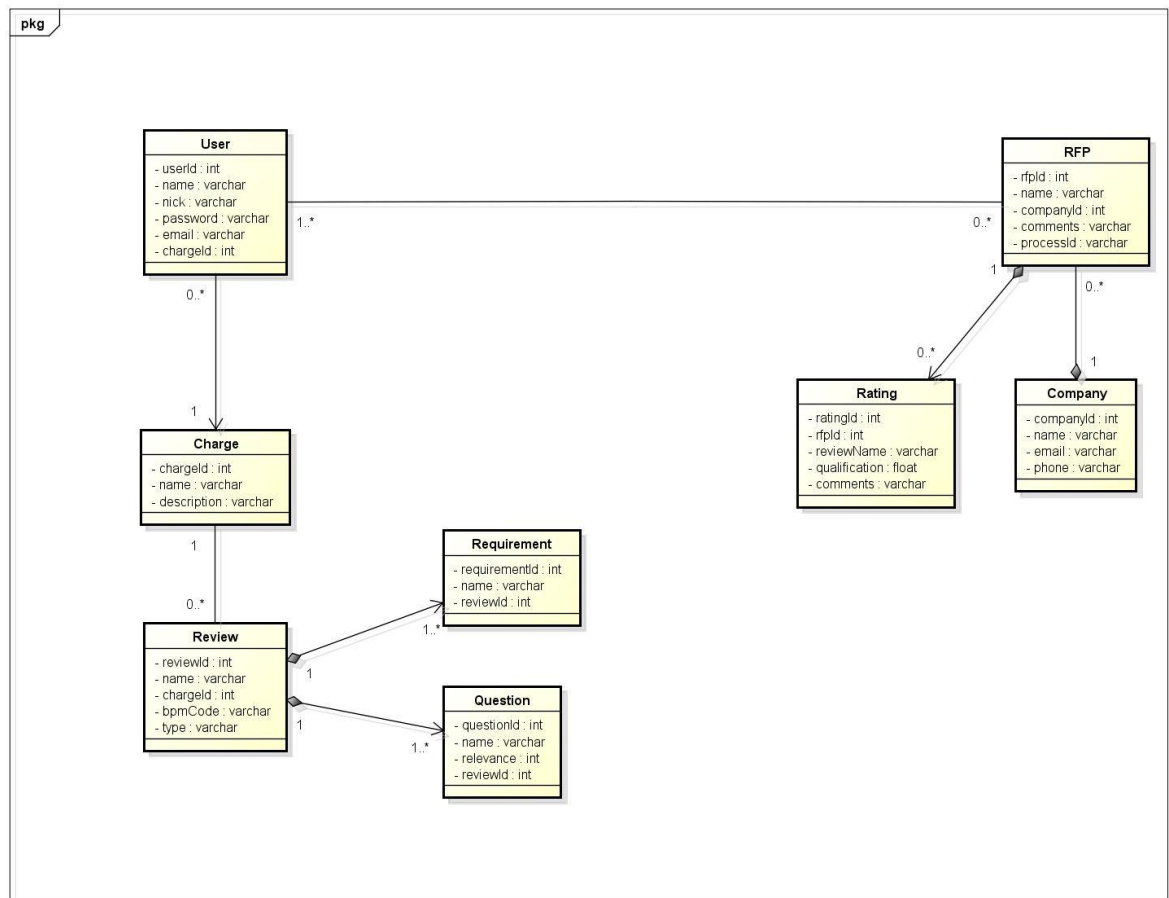 pkg
User
- userId : int
- name : varchar
- nick : varchar
- password : varchar
- email : varchar
- chargeId : int
RFP
- rfpId : int
- name : varchar
- companyId : int
- comments : varchar
- processId : varchar
1..*
0..*
0..*
1
1
0..*
0..*
1
Rating
- ratingId : int
- rfpId : int
- reviewName : varchar
- qualification : float
- comments : varchar
Company
- companyId : int
- name : varchar
- email : varchar
- phone : varchar
Charge
- chargeId : int
- name : varchar
- description : varchar
1
0..*
Requirement
- requirementId : int
- name : varchar
- reviewId : int
Review
- reviewId : int
- name : varchar
- chargeId : int
- bpmCode : varchar
- type : varchar
1..*
1
1
1..*
Question
- questionId : int
- name : varchar
- relevance : int
- reviewId : int